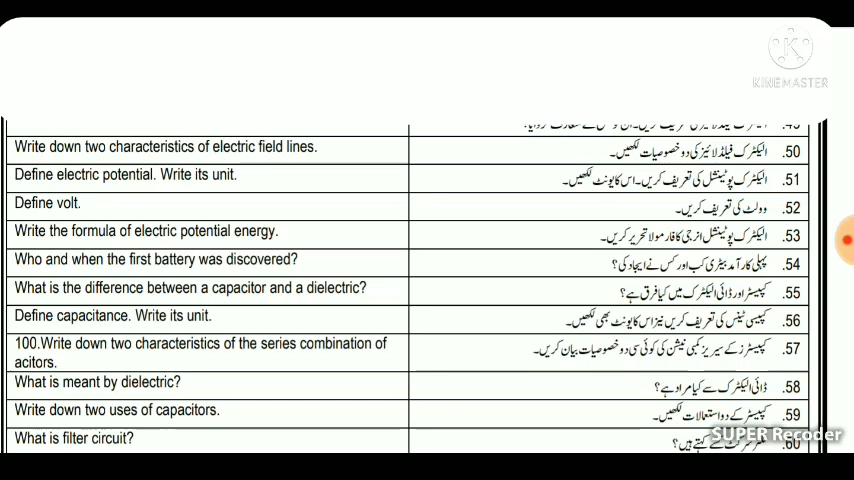 KINEMASTER
Write down two characteristics of electric field lines.
50. الیکٹرک فیلڈ لائنز کی دو خصوصیات لکھیں۔
Define electric potential. Write its unit.
51. الیکٹرک پوٹینشل کی تعریف کریں۔ اس کا یونٹ لکھیں۔
Define volt.
52. وولٹ کی تعریف کریں۔
Write the formula of electric potential energy.
53. الیکٹرک پوٹینشل انرجی کا فارمولا تحریر کریں۔
Who and when the first battery was discovered?
54. پہلی کارآمد بیٹری کب اور کس نے ایجاد کی؟
What is the difference between a capacitor and a dielectric?
55. کپیسٹر اور ڈائی الیکٹرک میں کیا فرق ہے؟
Define capacitance. Write its unit.
56. کپیسی ٹینس کی تعریف کریں نیز اس کا یونٹ بھی لکھیں۔
100.Write down two characteristics of the series combination of
acitors.
57. کپیسٹرز کے سیریز کمبی نیشن کی کوئی سی دو خصوصیات بیان کریں۔
What is meant by dielectric?
58. ڈائی الیکٹرک سے کیا مراد ہے؟
Write down two uses of capacitors.
59. کپیسٹر کے دو استعمالات لکھیں۔
What is filter circuit?
60. کہتے ہیں؟
SUPER Recoder